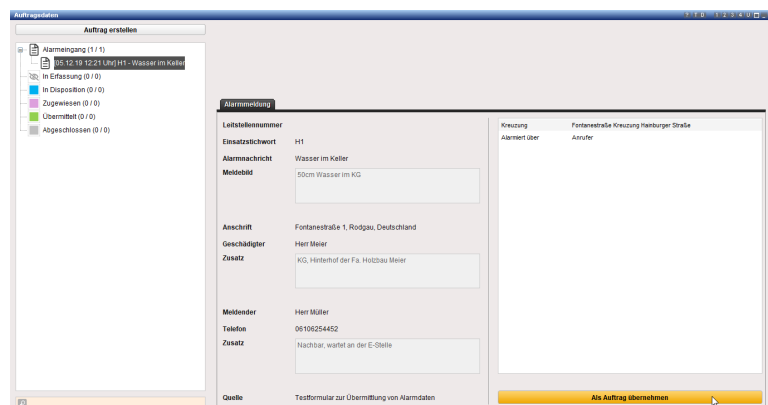 Auftragsdaten
Auftrag erstellen
Alarmeingang (1 / 1)
[05.12.19 12:21 Uhr] H1 - Wasser im Keller
In Erfassung (0 / 0)
In Disposition (0 / 0)
Zugewiesen (0 / 0)
Übermittelt (0 / 0)
Abgeschlossen (0 / 0)
Alarmmeldung
Leitstellennummer
Einsatzstichwort H1
Alarmnachricht Wasser im Keller
Meldebild 50cm Wasser im KG
Anschrift Fontanestraße 1, Rodgau, Deutschland
Geschädigter Herr Meier
Zusatz KG, Hinterhof der Fa. Holzbau Meier
Meldender Herr Müller
Telefon 06106254452
Zusatz Nachbar, wartet an der E-Stelle
Quelle Testformular zur Übermittlung von Alarmdaten
Kreuzung Fontanestraße Kreuzung Hainburger Straße
Alarmiert über Anrufer
Als Auftrag übernehmen